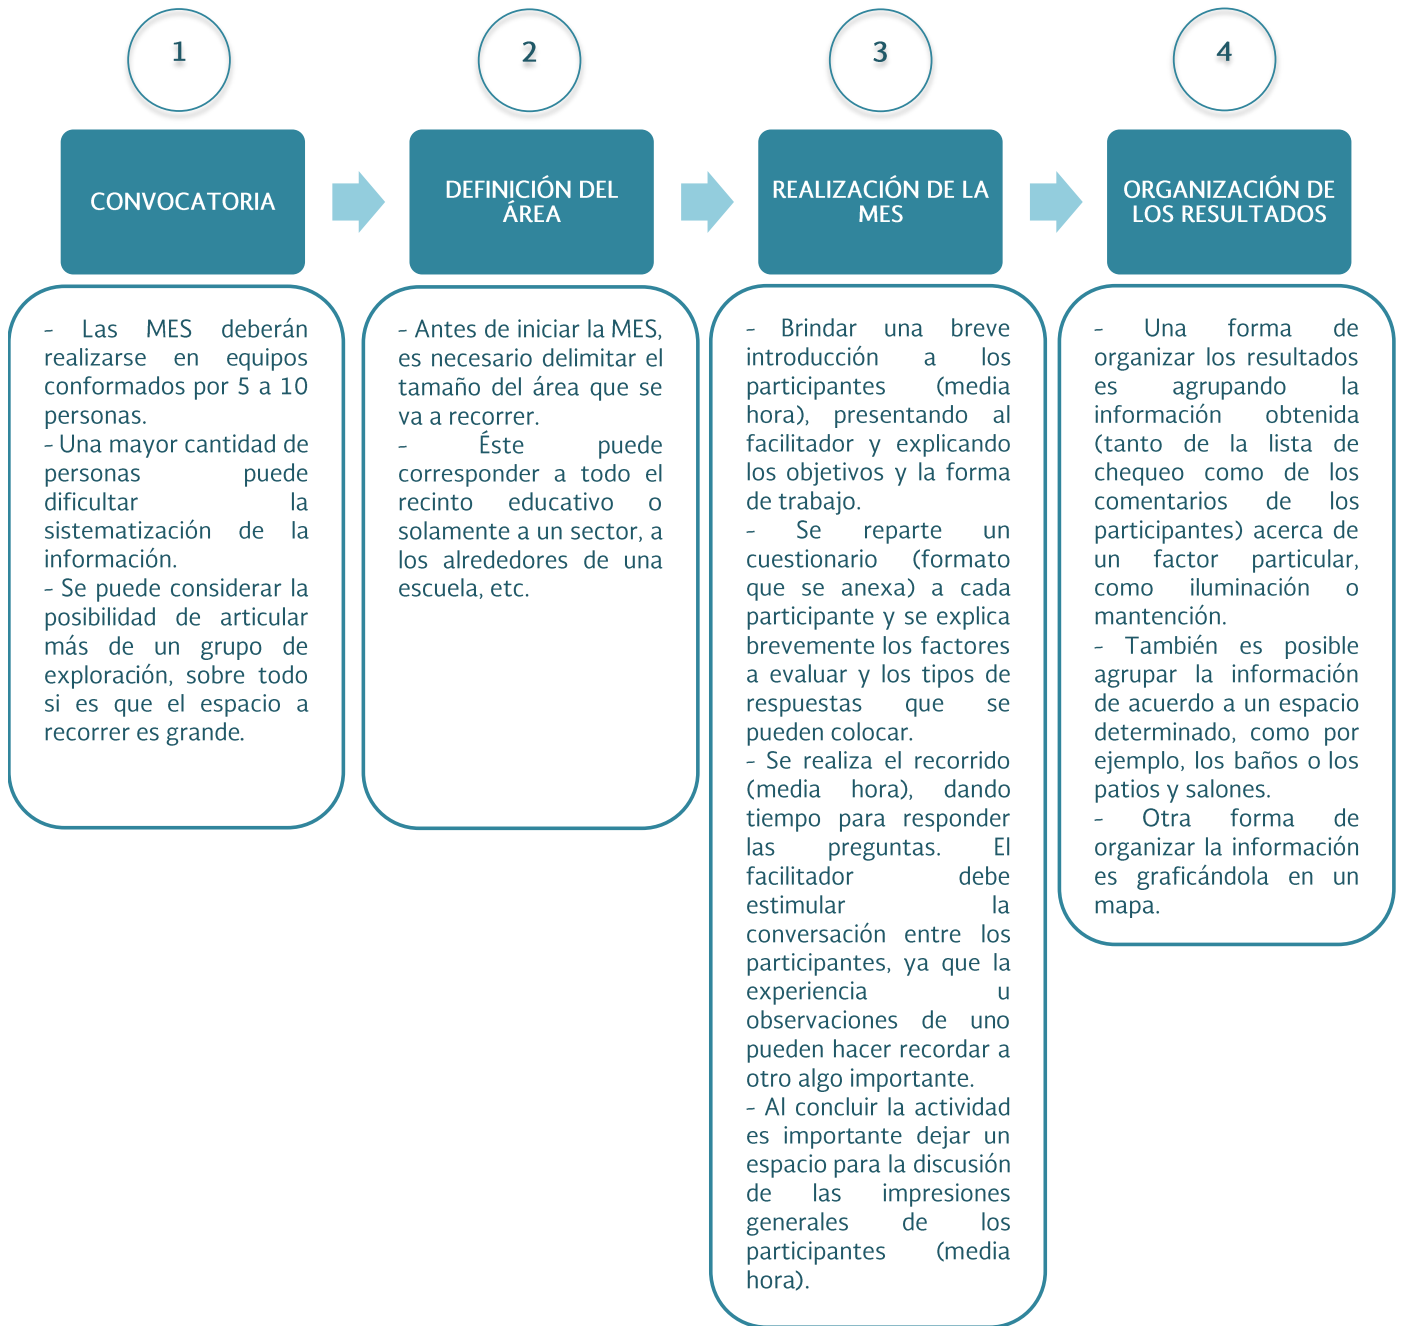 1
CONVOCATORIA
- Las MES deberán
realizarse en equipos
conformados por 5 a 10
personas.
- Una mayor cantidad de
personas puede
dificultar la
sistematización de la
información.
- Se puede considerar la
posibilidad de articular
más de un grupo de
exploración, sobre todo
si es que el espacio a
recorrer es grande.
2
DEFINICIÓN DEL
ÁREA
- Antes de iniciar la MES,
es necesario delimitar el
tamaño del área que se
va a recorrer.
- Éste puede
corresponder a todo el
recinto educativo o
solamente a un sector, a
los alrededores de una
escuela, etc.
3
REALIZACIÓN DE LA
MES
- Brindar una breve
introducción a los
participantes (media
hora), presentando al
facilitador y explicando
los objetivos y la forma
de trabajo.
- Se reparte un
cuestionario (formato
que se anexa) a cada
participante y se explica
brevemente los factores
a evaluar y los tipos de
respuestas que se
pueden colocar.
- Se realiza el recorrido
(media hora), dando
tiempo para responder
las preguntas. El
facilitador debe
estimular la
conversación entre los
participantes, ya que la
experiencia u
observaciones de uno
pueden hacer recordar a
otro algo importante.
- Al concluir la actividad
es importante dejar un
espacio para la discusión
de las impresiones
generales de los
participantes (media
hora).
4
ORGANIZACIÓN DE
LOS RESULTADOS
- Una forma de
organizar los resultados
es agrupando la
información obtenida
(tanto de la lista de
chequeo como de los
comentarios de los
participantes) acerca de
un factor particular,
como iluminación o
mantención.
- También es posible
agrupar la información
de acuerdo a un espacio
determinado, como por
ejemplo, los baños o los
patios y salones.
- Otra forma de
organizar la información
es graficándola en un
mapa.